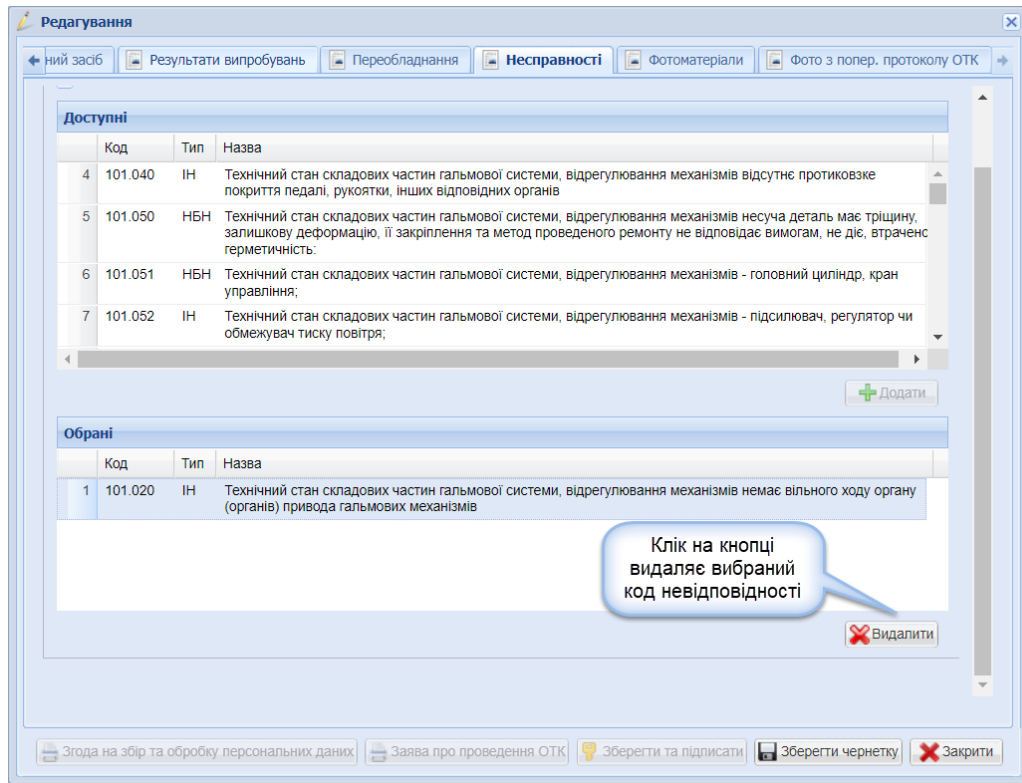 Редагування
ний засіб Результати випробувань Переобладнання Несправності Фотоматеріали Фото з попер. протоколу ОТК
Доступні
Код Тип Назва
4 101.040 ІН Технічний стан складових частин гальмової системи, відрегулювання механізмів відсутнє протиковзке
покриття педалі, рукоятки, інших відповідних органів
5 101.050 НБН Технічний стан складових частин гальмової системи, відрегулювання механізмів несуча деталь має тріщину,
залишкову деформацію, її закріплення та метод проведеного ремонту не відповідає вимогам, не діє, втрачено
герметичність:
6 101.051 НБН Технічний стан складових частин гальмової системи, відрегулювання механізмів - головний циліндр, кран
управління;
7 101.052 ІН Технічний стан складових частин гальмової системи, відрегулювання механізмів - підсилювач, регулятор чи
обмежувач тиску повітря;
Додати
Обрані
Код Тип Назва
1 101.020 ІН Технічний стан складових частин гальмової системи, відрегулювання механізмів немає вільного ходу органу
(органів) привода гальмових механізмів
Клік на кнопці
видаляє вибраний
код невідповідності
Видалити
Згода на збір та обробку персональних даних Заява про проведення ОТК Зберегти та підписати Зберегти чернетку Закрити